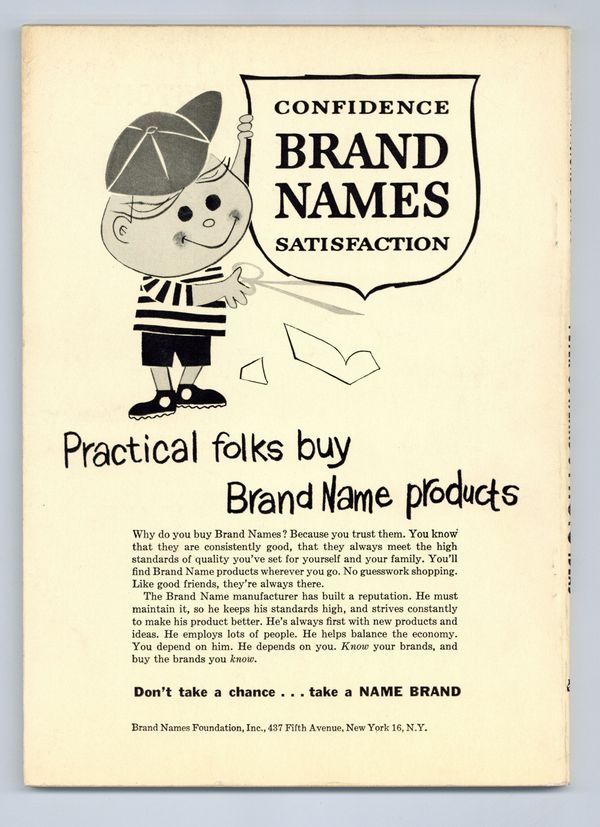 CONFIDENCE
BRAND
NAMES
SATISFACTION
Practical folks buy
Brand Name products
Why do you buy Brand Names? Because you trust them. You know
that they are consistently good, that they always meet the high
standards of quality you've set for yourself and your family. You'll
find Brand Name products wherever you go. No guesswork shopping.
Like good friends, they're always there.
The Brand Name manufacturer has built a reputation. He must
maintain it, so he keeps his standards high, and strives constantly
to make his product better. He's always first with new products and
ideas. He employs lots of people. He helps balance the economy.
You depend on him. He depends on you. Know your brands, and
buy the brands you know.
Don't take a chance . . . take a NAME BRAND
Brand Names Foundation, Inc., 437 Fifth Avenue, New York 16, N.Y.